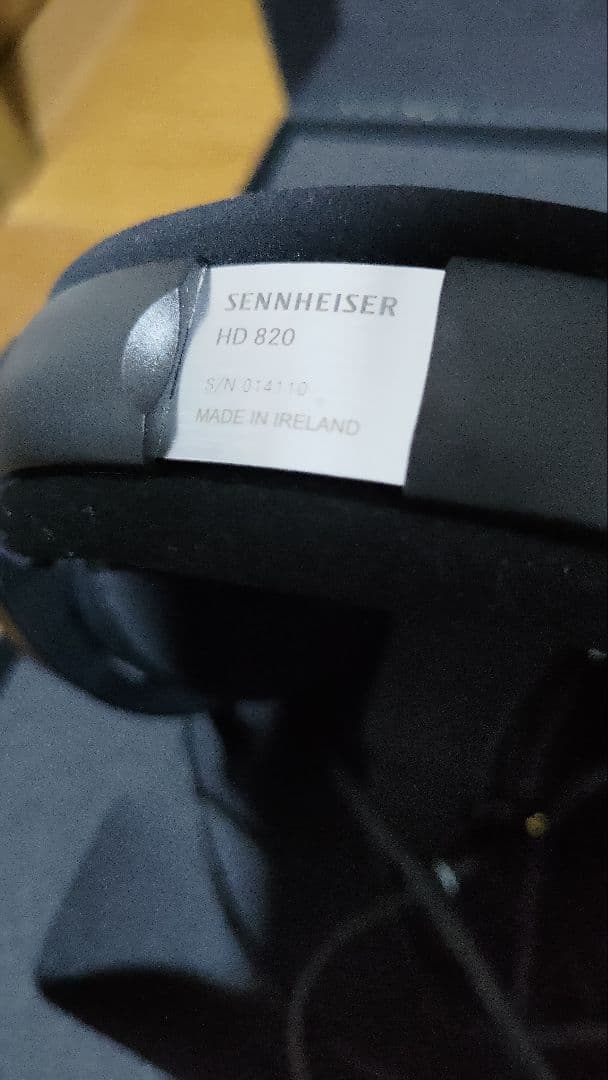 SENNHEISER
HD 820
S/N 014110
MADE IN IRELAND